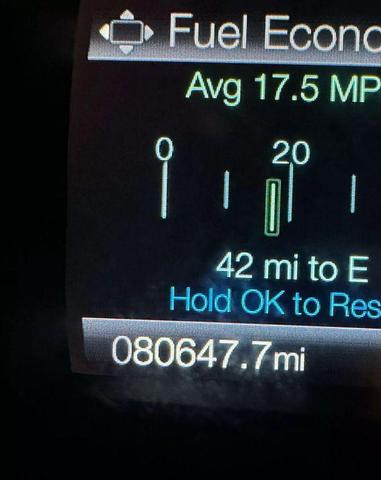 Fuel Econo
Avg 17.5 MP
0 20
42 mi to E
Hold OK to Res
080647.7mi